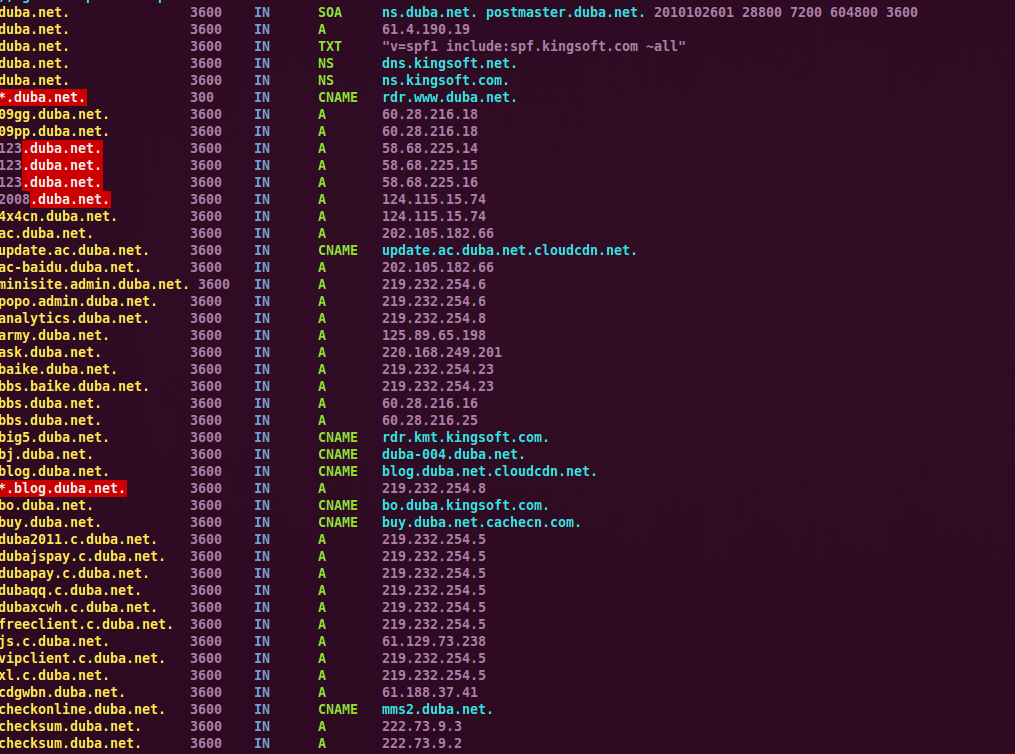 duba.net. 3600 IN SOA ns.duba.net. postmaster.duba.net. 2010102601 28800 7200 604800 3600
duba.net. 3600 IN A 61.4.190.19
duba.net. 3600 IN TXT "v=spf1 include:spf.kingsoft.com ~all"
duba.net. 3600 IN NS dns.kingsoft.net.
duba.net. 3600 IN NS ns.kingsoft.com.
*.duba.net. 300 IN CNAME rdr.www.duba.net.
09gg.duba.net. 3600 IN A 60.28.216.18
09pp.duba.net. 3600 IN A 60.28.216.18
123.duba.net. 3600 IN A 58.68.225.14
123.duba.net. 3600 IN A 58.68.225.15
123.duba.net. 3600 IN A 58.68.225.16
2008.duba.net. 3600 IN A 124.115.15.74
4x4cn.duba.net. 3600 IN A 124.115.15.74
ac.duba.net. 3600 IN A 202.105.182.66
update.ac.duba.net. 3600 IN CNAME update.ac.duba.net.cloudcdn.net.
ac-baidu.duba.net. 3600 IN A 202.105.182.66
minisite.admin.duba.net. 3600 IN A 219.232.254.6
popo.admin.duba.net. 3600 IN A 219.232.254.6
analytics.duba.net. 3600 IN A 219.232.254.8
army.duba.net. 3600 IN A 125.89.65.198
ask.duba.net. 3600 IN A 220.168.249.201
baike.duba.net. 3600 IN A 219.232.254.23
bbs.baike.duba.net. 3600 IN A 219.232.254.23
bbs.duba.net. 3600 IN A 60.28.216.16
bbs.duba.net. 3600 IN A 60.28.216.25
big5.duba.net. 3600 IN CNAME rdr.kmt.kingsoft.com.
bj.duba.net. 3600 IN CNAME duba-004.duba.net.
blog.duba.net. 3600 IN CNAME blog.duba.net.cloudcdn.net.
*.blog.duba.net. 3600 IN A 219.232.254.8
bo.duba.net. 3600 IN CNAME bo.duba.kingsoft.com.
buy.duba.net. 3600 IN CNAME buy.duba.net.cachecn.com.
duba2011.c.duba.net. 3600 IN A 219.232.254.5
dubajspay.c.duba.net. 3600 IN A 219.232.254.5
dubapay.c.duba.net. 3600 IN A 219.232.254.5
dubaqq.c.duba.net. 3600 IN A 219.232.254.5
dubaxcwh.c.duba.net. 3600 IN A 219.232.254.5
freeclient.c.duba.net. 3600 IN A 219.232.254.5
js.c.duba.net. 3600 IN A 61.129.73.238
vipclient.c.duba.net. 3600 IN A 219.232.254.5
xl.c.duba.net. 3600 IN A 219.232.254.5
cdgwbn.duba.net. 3600 IN A 61.188.37.41
checkonline.duba.net. 3600 IN CNAME mms2.duba.net.
checksum.duba.net. 3600 IN A 222.73.9.3
checksum.duba.net. 3600 IN A 222.73.9.2